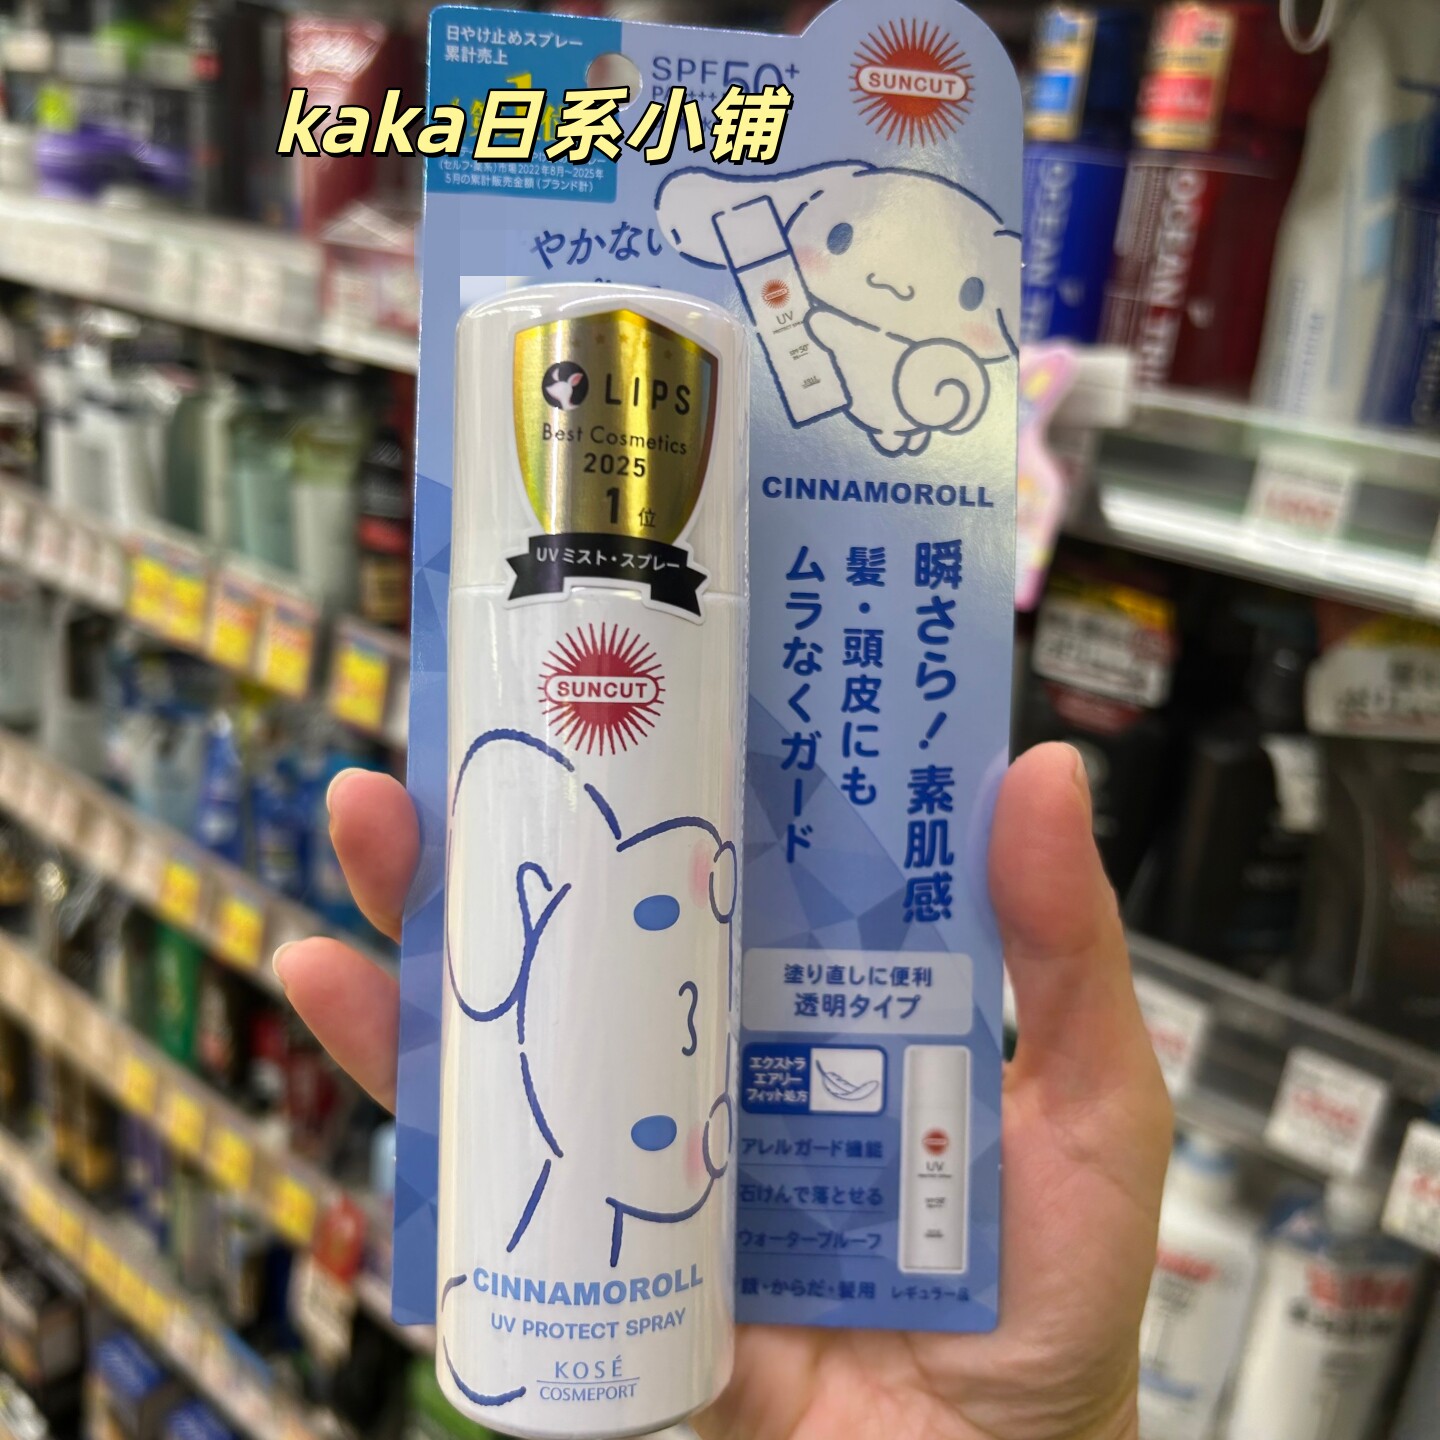 日やけ止めスプレー
累計売上
SPF50+
SUNCUT
kaka日系小铺
(セルフ・薬系)市場2022年8月~2025年
5月の累計販売金額(ブランド計)
やかない
UV
CINNAMOROLL
瞬さら!素肌感
髪・頭皮にも
ムラなくガード
LIPS
Best Cosmetics
2025
1位
UVミスト・スプレー
SUNCUT
塗り直しに便利
透明タイプ
エクストラ
エアリー
フィット処方
アレルガード機能
石けんで落とせる
ウォータープルーフ
顔・からだ・髪用
レギュラー品
UV
CINNAMOROLL
UV PROTECT SPRAY
KOSÉ
COSMEPORT
OCEAN
OCEAN